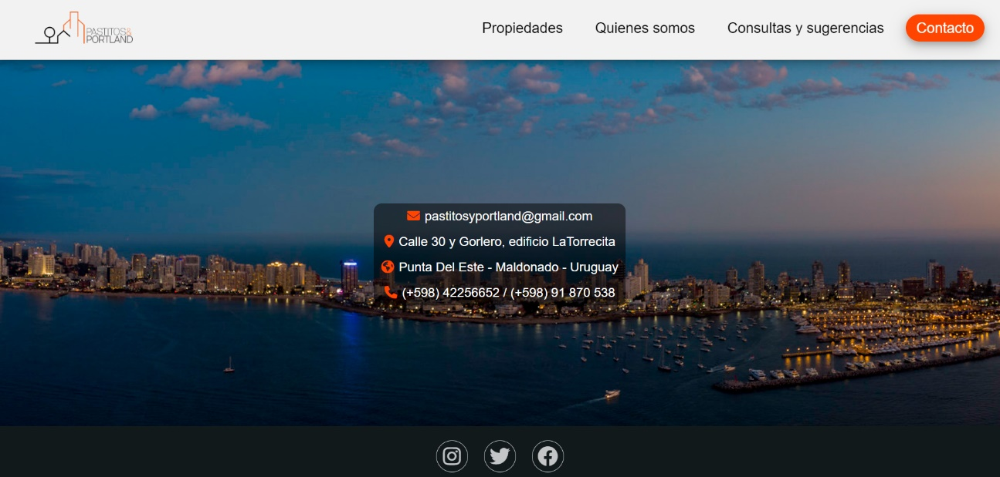 PASTITOS&
PORTLAND
Propiedades
Quienes somos
Consultas y sugerencias
Contacto
pastitosyportland@gmail.com
Calle 30 y Gorlero, edificio LaTorrecita
Punta Del Este - Maldonado - Uruguay
(+598) 42256652 / (+598) 91 870 538